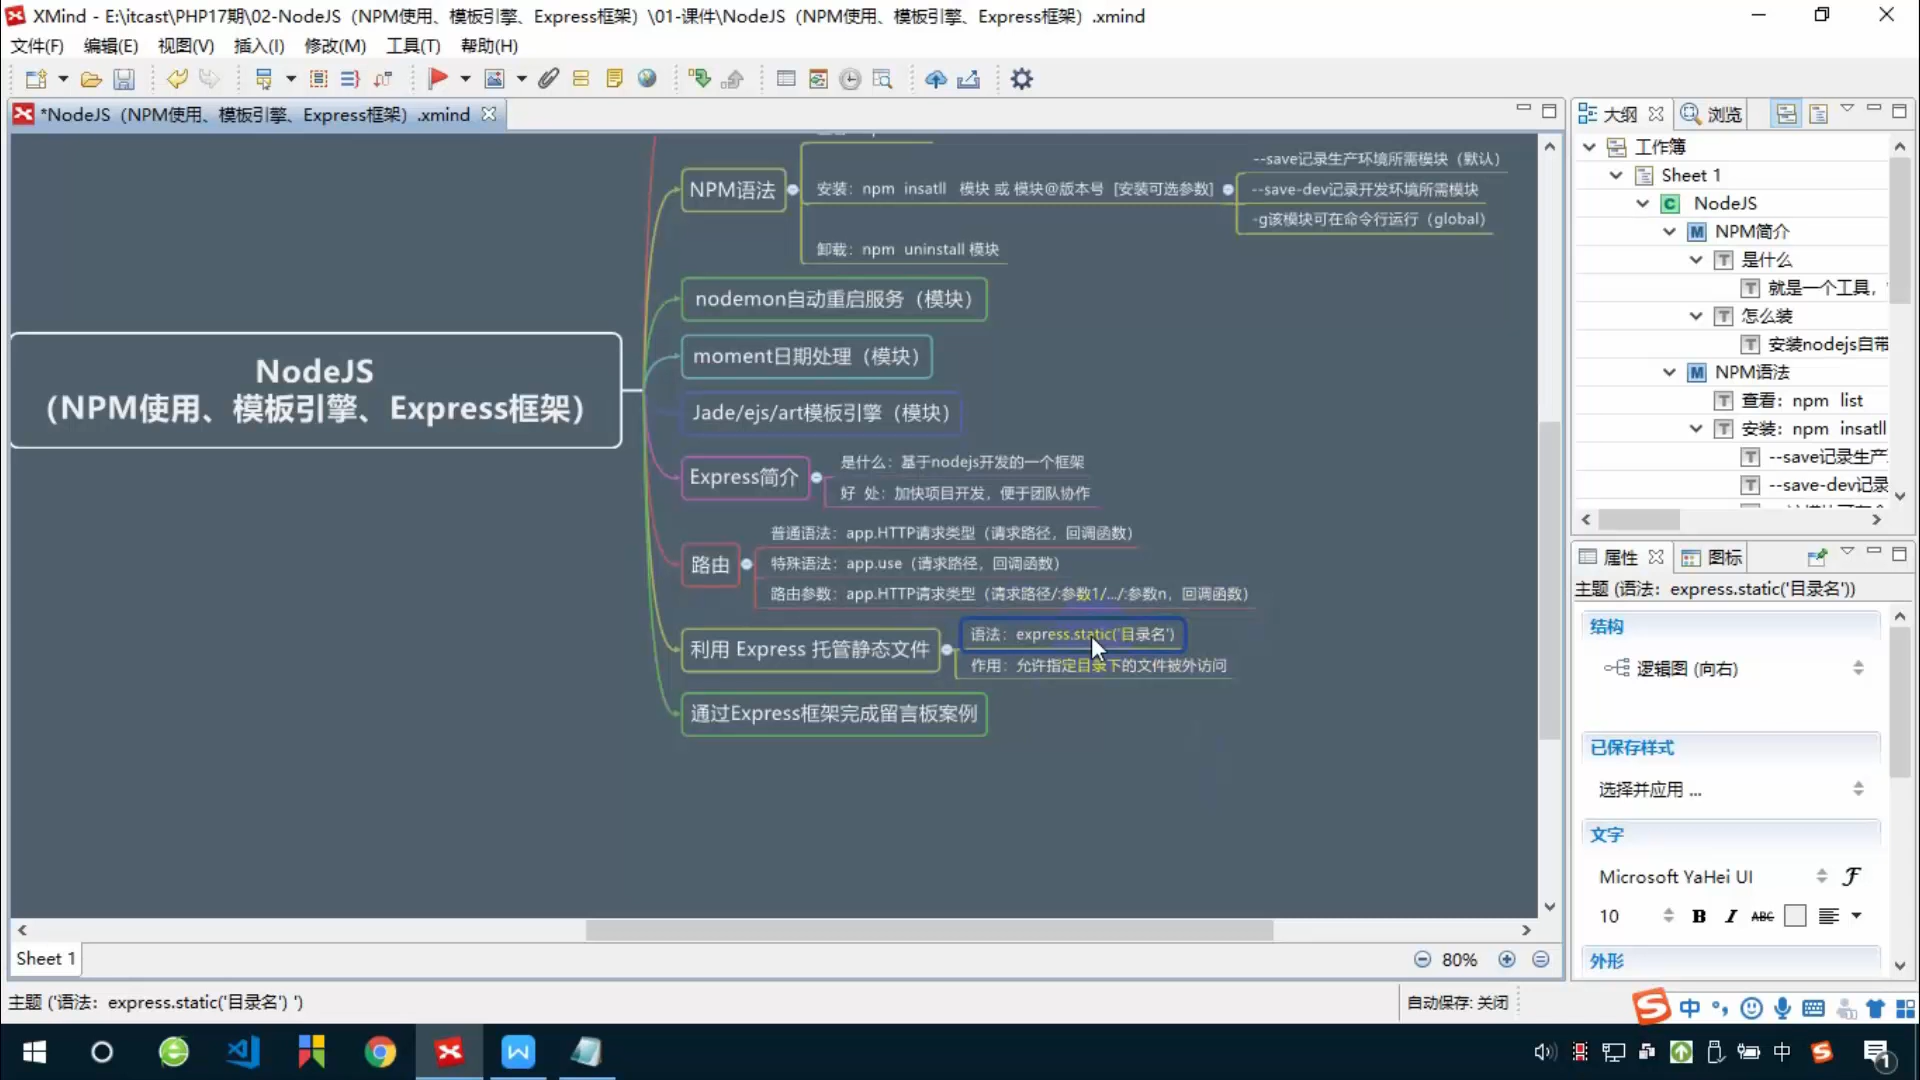 XMind - E:\itcast\PHP17期\02-NodeJS（NPM使用、模板引擎、Express框架）\01-课件\NodeJS（NPM使用、模板引擎、Express框架）.xmind
文件(F) 编辑(E) 视图(V) 插入(I) 修改(M) 工具(T) 帮助(H)
*NodeJS（NPM使用、模板引擎、Express框架）.xmind
NPM语法
安装：npm insatll 模块 或 模块@版本号 [安装可选参数]
--save记录生产环境所需模块（默认）
--save-dev记录开发环境所需模块
-g该模块可在命令行运行（global）
卸载：npm uninstall 模块
nodemon自动重启服务（模块）
moment日期处理（模块）
NodeJS
（NPM使用、模板引擎、Express框架）
Jade/ejs/art模板引擎（模块）
Express简介
是什么：基于nodejs开发的一个框架
好 处：加快项目开发，便于团队协作
路由
普通语法：app.HTTP请求类型（请求路径，回调函数）
特殊语法：app.use（请求路径，回调函数）
路由参数：app.HTTP请求类型（请求路径/:参数1/.../:参数n，回调函数）
利用 Express 托管静态文件
语法：express.static('目录名')
作用：允许指定目录下的文件被外访问
通过Express框架完成留言板案例
Sheet 1
80%
主题 ('语法：express.static('目录名') ')
自动保存: 关闭
大纲
浏览
工作簿
Sheet 1
NodeJS
NPM简介
是什么
就是一个工具，
怎么装
安装nodejs自带
NPM语法
查看：npm list
安装：npm insatll
--save记录生产
--save-dev记录
属性
图标
主题 (语法：express.static('目录名'))
结构
逻辑图 (向右)
已保存样式
选择并应用 ...
文字
Microsoft YaHei UI
10 B I ABC
外形
中
中
1